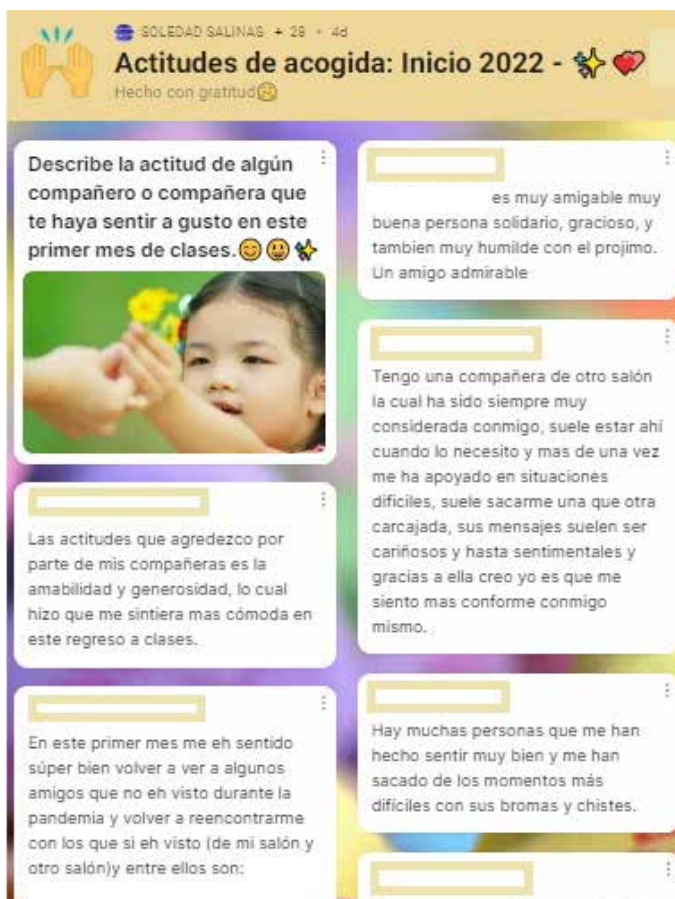 SOLEDAD SALINAS + 28 • 4d
Actitudes de acogida: Inicio 2022 - ✨💞
Hecho con gratitud
Describe la actitud de algún
compañero o compañera que
te haya sentir a gusto en este
primer mes de clases.😊😃✨
Las actitudes que agredezco por
parte de mis compañeras es la
amabilidad y generosidad, lo cual
hizo que me sintiera mas cómoda en
este regreso a clases.
En este primer mes me eh sentido
súper bien volver a ver a algunos
amigos que no eh visto durante la
pandemia y volver a reencontrarme
con los que si eh visto (de mi salón y
otro salón)y entre ellos son:
es muy amigable muy
buena persona solidario, gracioso, y
tambien muy humilde con el projimo.
Un amigo admirable
Tengo una compañera de otro salón
la cual ha sido siempre muy
considerada conmigo, suele estar ahí
cuando lo necesito y mas de una vez
me ha apoyado en situaciones
dificiles, suele sacarme una que otra
carcajada, sus mensajes suelen ser
cariñosos y hasta sentimentales y
gracias a ella creo yo es que me
siento mas conforme conmigo
mismo.
Hay muchas personas que me han
hecho sentir muy bien y me han
sacado de los momentos más
difíciles con sus bromas y chistes.